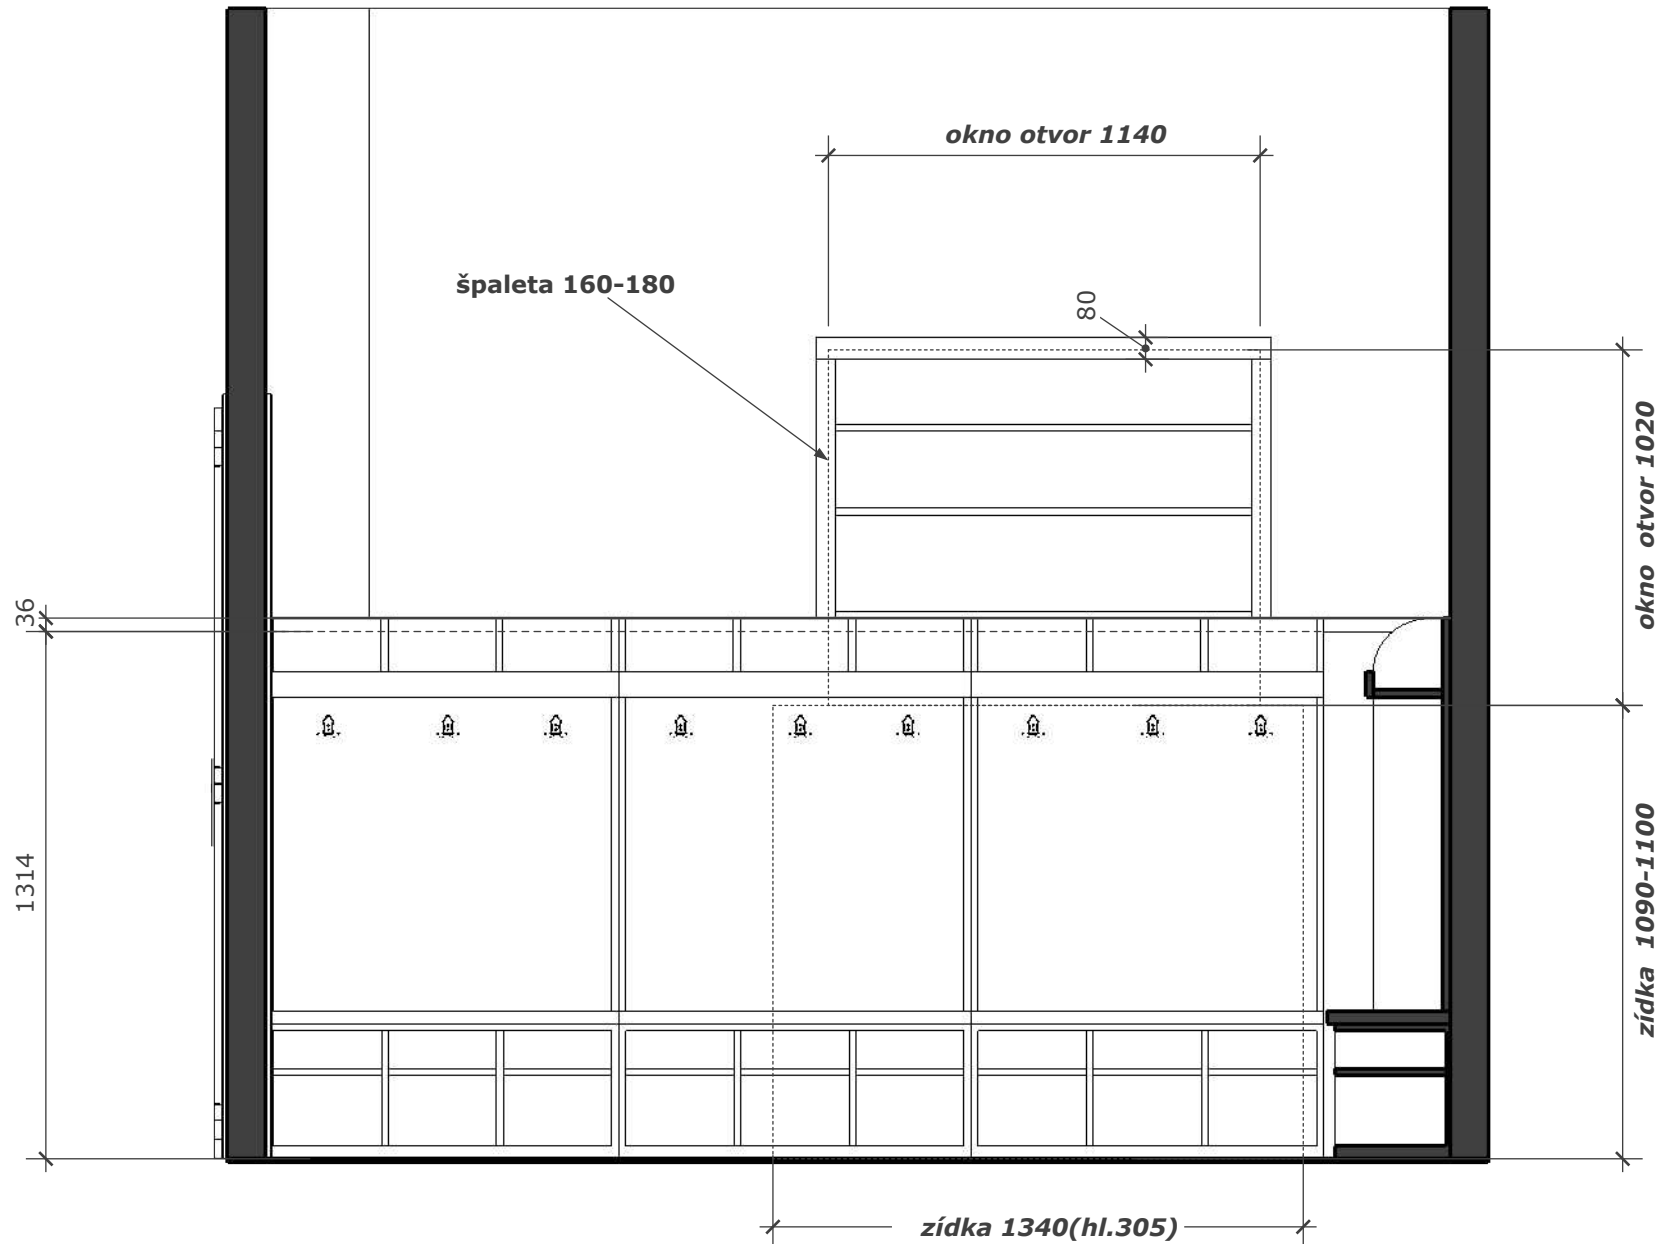 okno otvor 1140
špaleta 160-180
80
okno otvor 1020
36
1314
zídka 1090-1100
zídka 1340(hl.305)